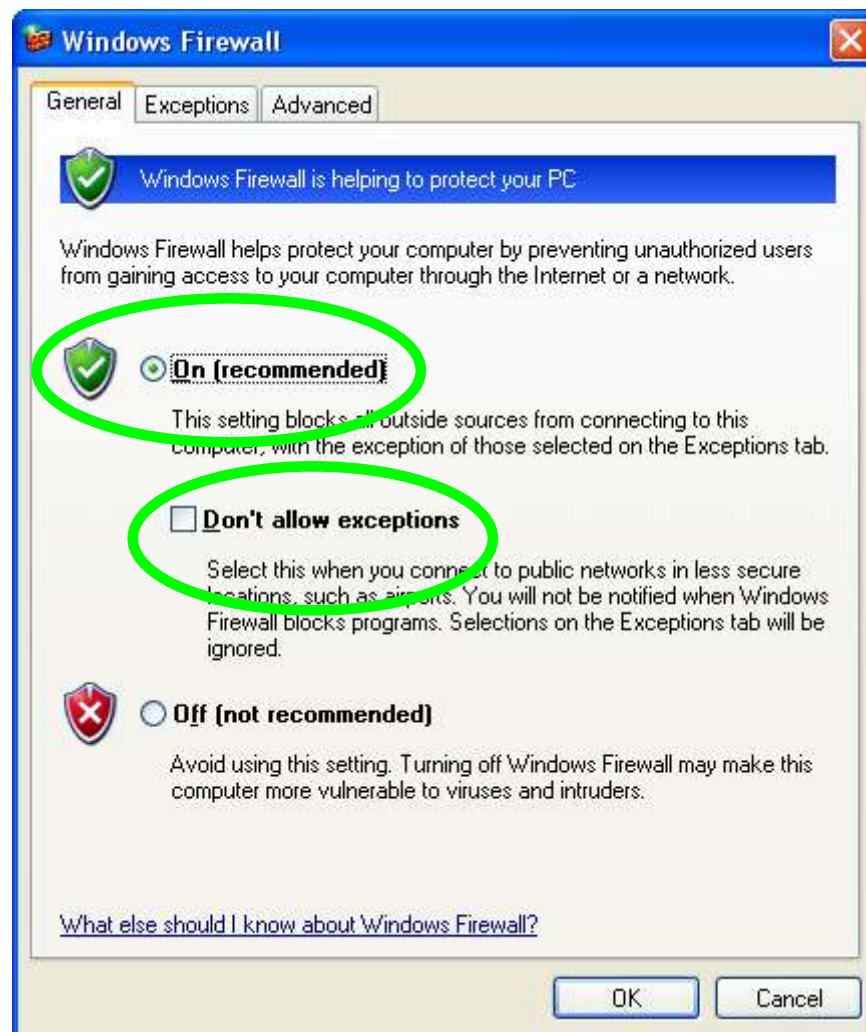 Windows Firewall
General Exceptions Advanced
Windows Firewall is helping to protect your PC
Windows Firewall helps protect your computer by preventing unauthorized users
from gaining access to your computer through the Internet or a network.
On (recommended)
This setting blocks all outside sources from connecting to this
computer, with the exception of those selected on the Exceptions tab.
Don't allow exceptions
Select this when you connect to public networks in less secure
locations, such as airports. You will not be notified when Windows
Firewall blocks programs. Selections on the Exceptions tab will be
ignored.
Off (not recommended)
Avoid using this setting. Turning off Windows Firewall may make this
computer more vulnerable to viruses and intruders.
What else should I know about Windows Firewall?
OK Cancel